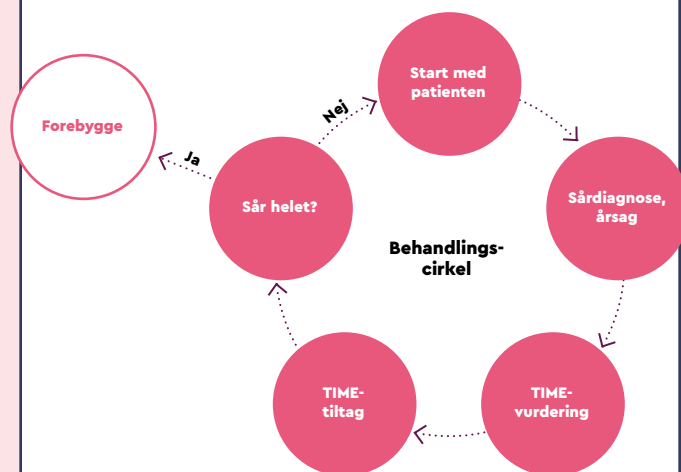 Start med
patienten
Nej
Forebygge
Ja
Sår helet?
Sårdiagnose,
årsag
Behandlings-
cirkel
TIME-
tiltag
TIME-
vurdering